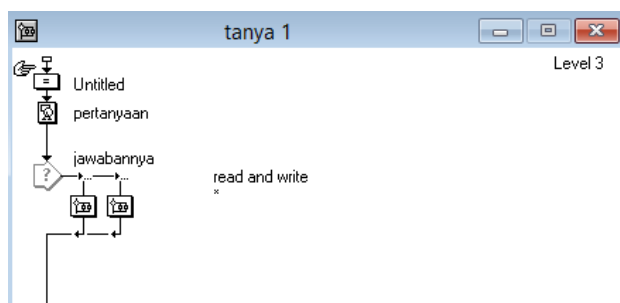 tanya 1
Level 3
=
Untitled
pertanyaan
jawabannya
?
read and write
*